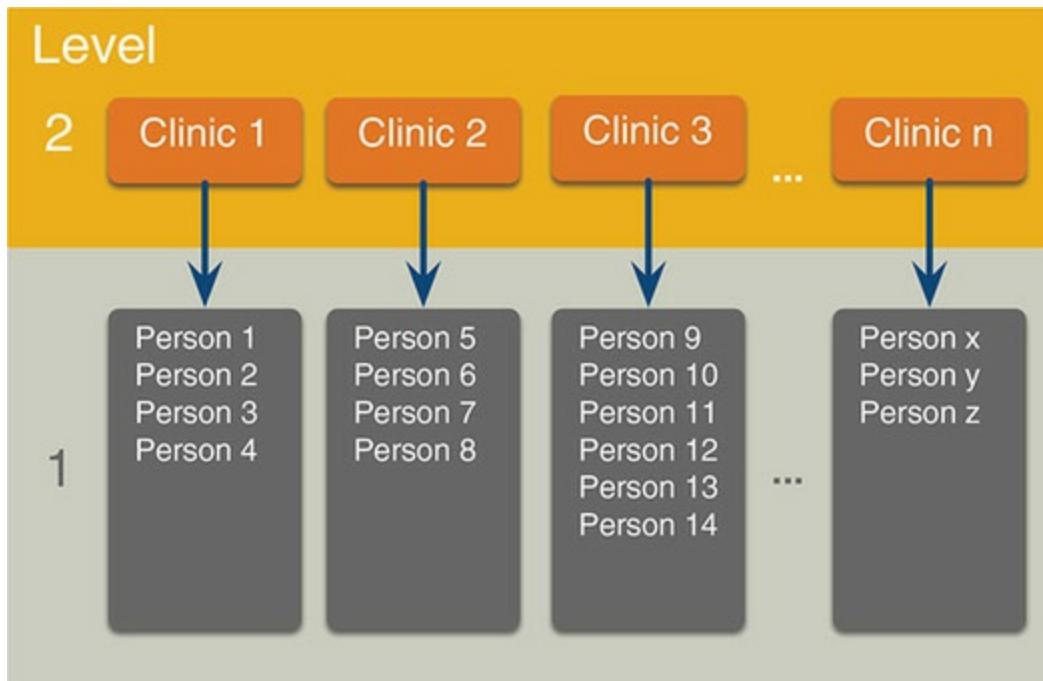 Level
2
Clinic 1
Clinic 2
Clinic 3
...
Clinic n
1
Person 1
Person 2
Person 3
Person 4
Person 5
Person 6
Person 7
Person 8
Person 9
Person 10
Person 11
Person 12
Person 13
Person 14
...
Person x
Person y
Person z